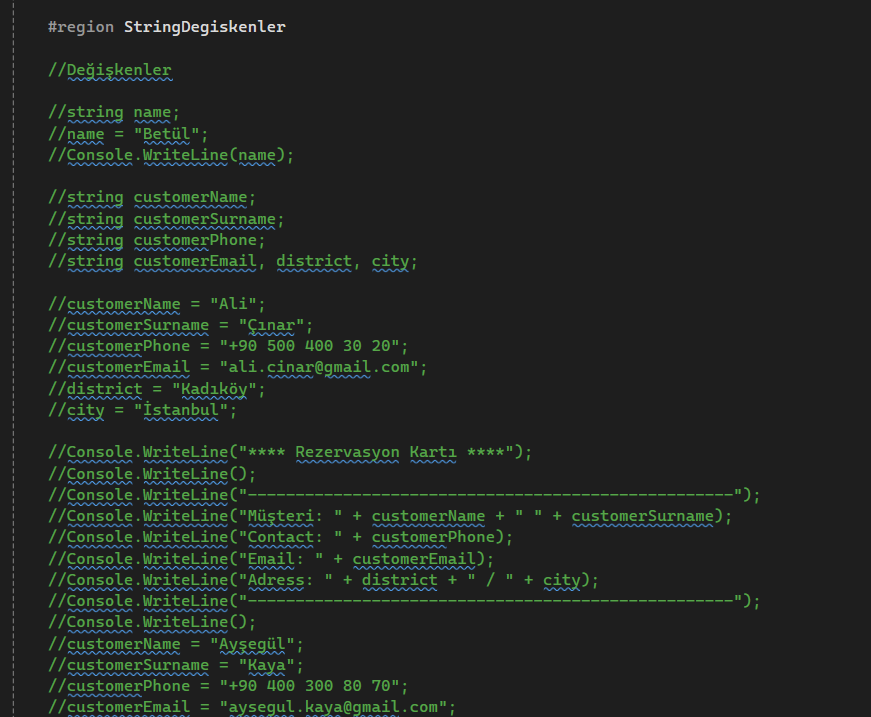 #region StringDegiskenler
//Değişkenler
//string name;
//name = "Betül";
//Console.WriteLine(name);
//string customerName;
//string customerSurname;
//string customerPhone;
//string customerEmail, district, city;
//customerName = "Ali";
//customerSurname = "Çınar";
//customerPhone = "+90 500 400 30 20";
//customerEmail = "ali.cinar@gmail.com";
//district = "Kadıköy";
//city = "İstanbul";
//Console.WriteLine("**** Rezervasyon Kartı ****");
//Console.WriteLine();
//Console.WriteLine("---------------------------------------------------");
//Console.WriteLine("Müşteri: " + customerName + " " + customerSurname);
//Console.WriteLine("Contact: " + customerPhone);
//Console.WriteLine("Email: " + customerEmail);
//Console.WriteLine("Adress: " + district + " / " + city);
//Console.WriteLine("---------------------------------------------------");
//Console.WriteLine();
//customerName = "Ayşegül";
//customerSurname = "Kaya";
//customerPhone = "+90 400 300 80 70";
//customerEmail = "aysegul.kaya@gmail.com";